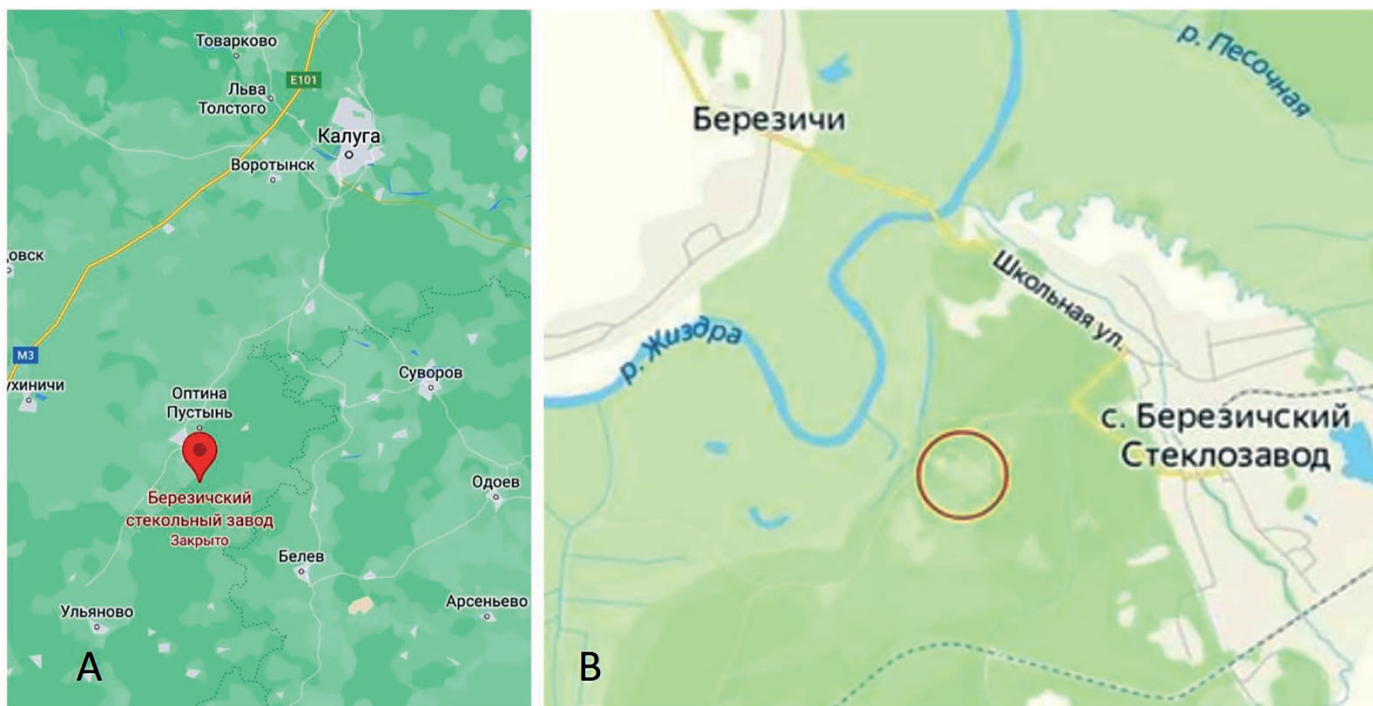 Товарково
E101
Льва
Толстого
Калуга
Воротынск
ДОВСК
M3
УХИНИЧИ
Оптина
Пустынь
Суворов
Березичский
стекольный завод
Закрыто
Одоев
Белев
Ульяново
Арсеньево
A
р. Песочная
Березичи
Школьная ул.
р. Жиздра
с. Березичский
Стеклозавод
B